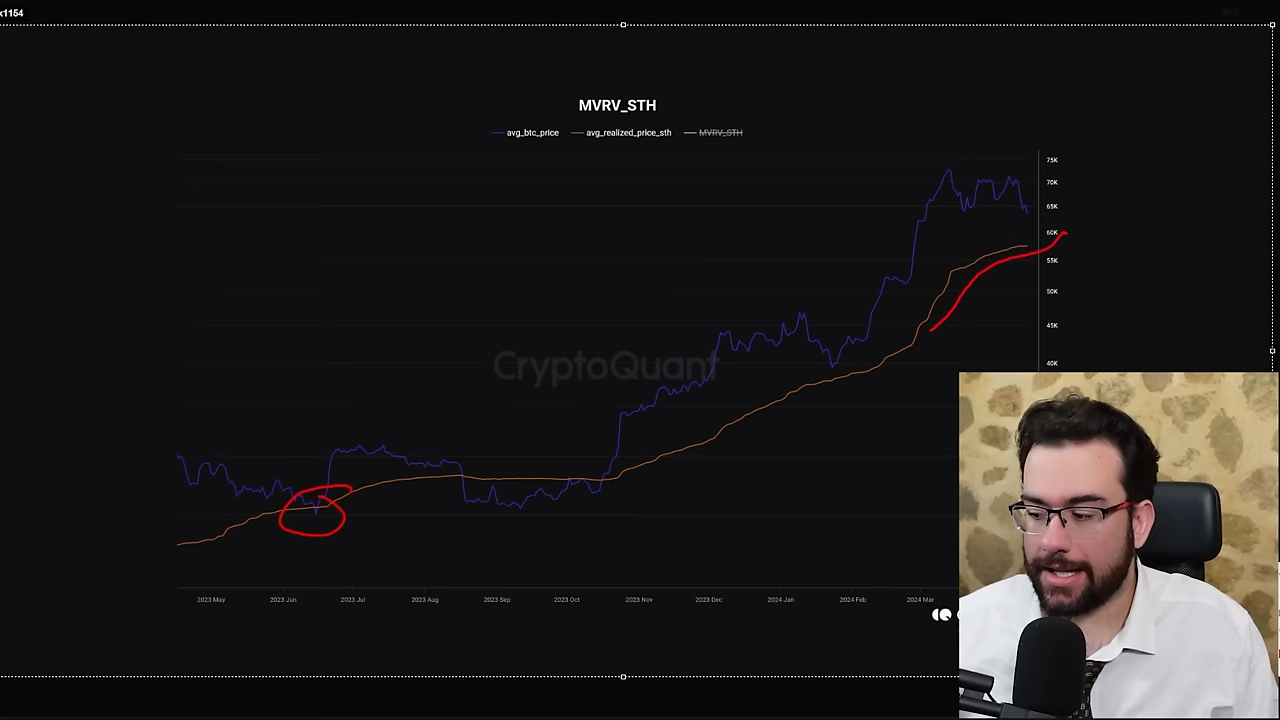 x1154
MVRV_STH
avg_btc_price avg_realized_price_sth MVRV_STH
75K
70K
65K
60K
55K
50K
45K
40K
CryptoQuant
2023 May 2023 Jun 2023 Jul 2023 Aug 2023 Sep 2023 Oct 2023 Nov 2023 Dec 2024 Jan 2024 Feb 2024 Mar